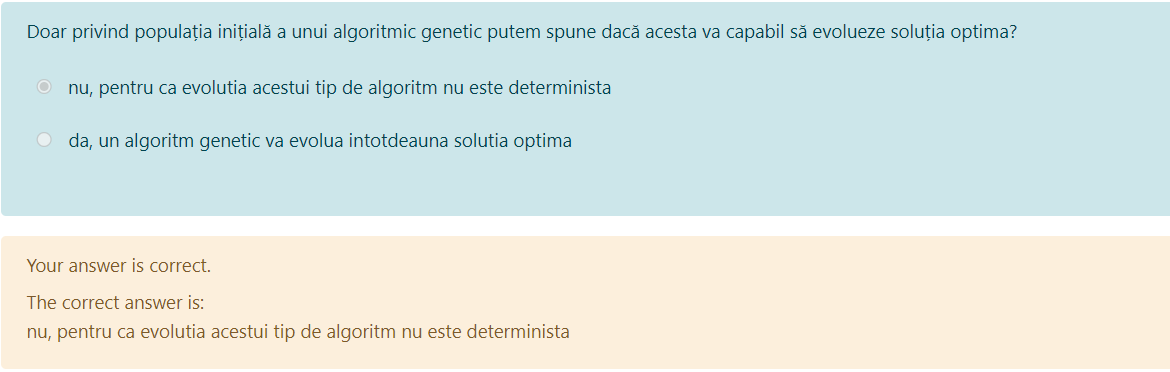 Doar privind populația inițială a unui algoritmic genetic putem spune dacă acesta va capabil să evolueze soluția optima?
nu, pentru ca evolutia acestui tip de algoritm nu este determinista
da, un algoritm genetic va evolua intotdeauna solutia optima
Your answer is correct.
The correct answer is:
nu, pentru ca evolutia acestui tip de algoritm nu este determinista